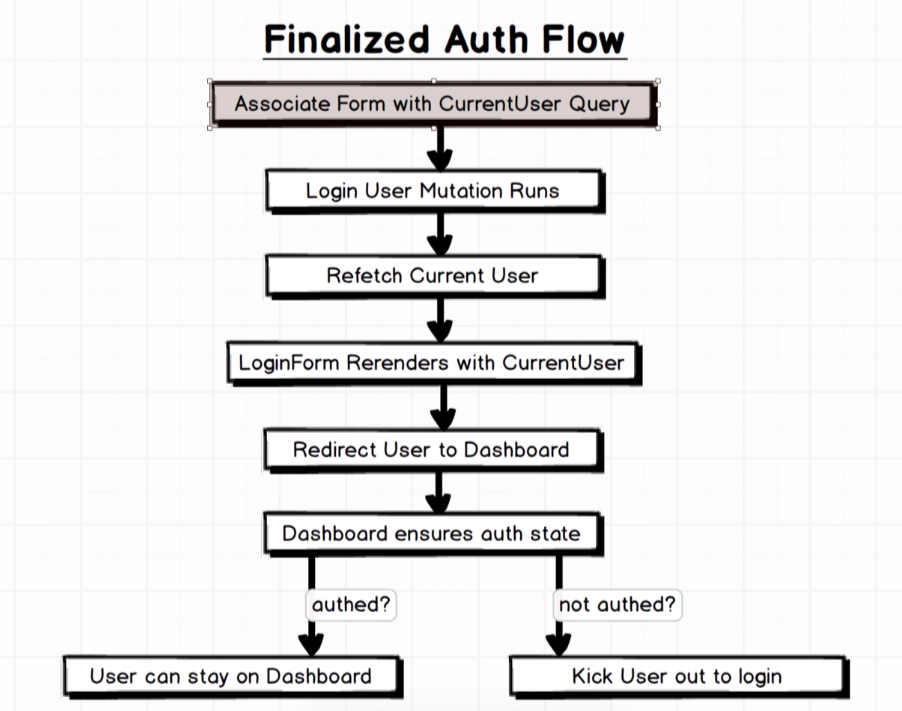 Finalized Auth Flow
Associate Form with CurrentUser Query
Login User Mutation Runs
Refetch Current User
LoginForm Rerenders with CurrentUser
Redirect User to Dashboard
Dashboard ensures auth state
authed?
not authed?
User can stay on Dashboard
Kick User out to login